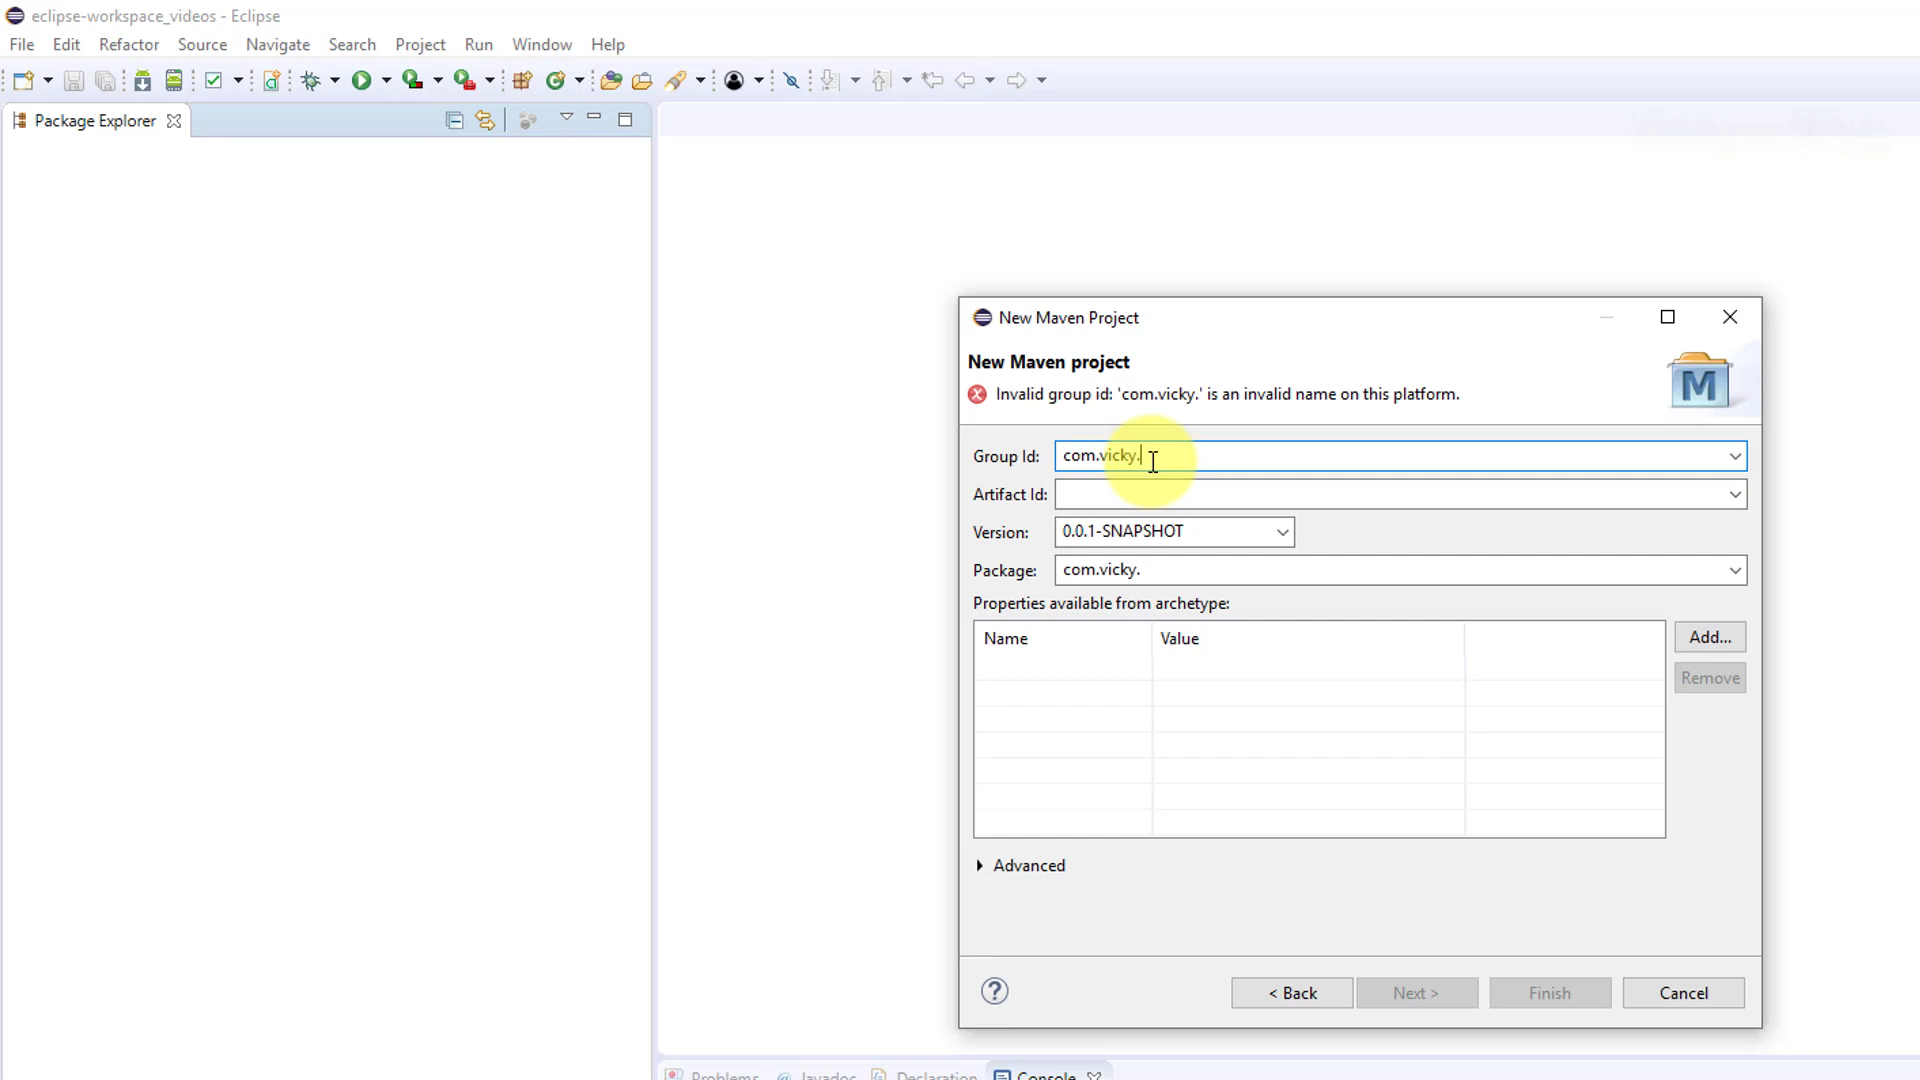 eclipse-workspace_videos - Eclipse
File Edit Refactor Source Navigate Search Project Run Window Help
Package Explorer
New Maven Project
New Maven project
Invalid group id: 'com.vicky.' is an invalid name on this platform.
Group Id: com.vicky.
Artifact Id:
Version: 0.0.1-SNAPSHOT
Package: com.vicky.
Properties available from archetype:
Name Value
Add...
Remove
Advanced
< Back Next > Finish Cancel
Problems Javadoc Declaration Console